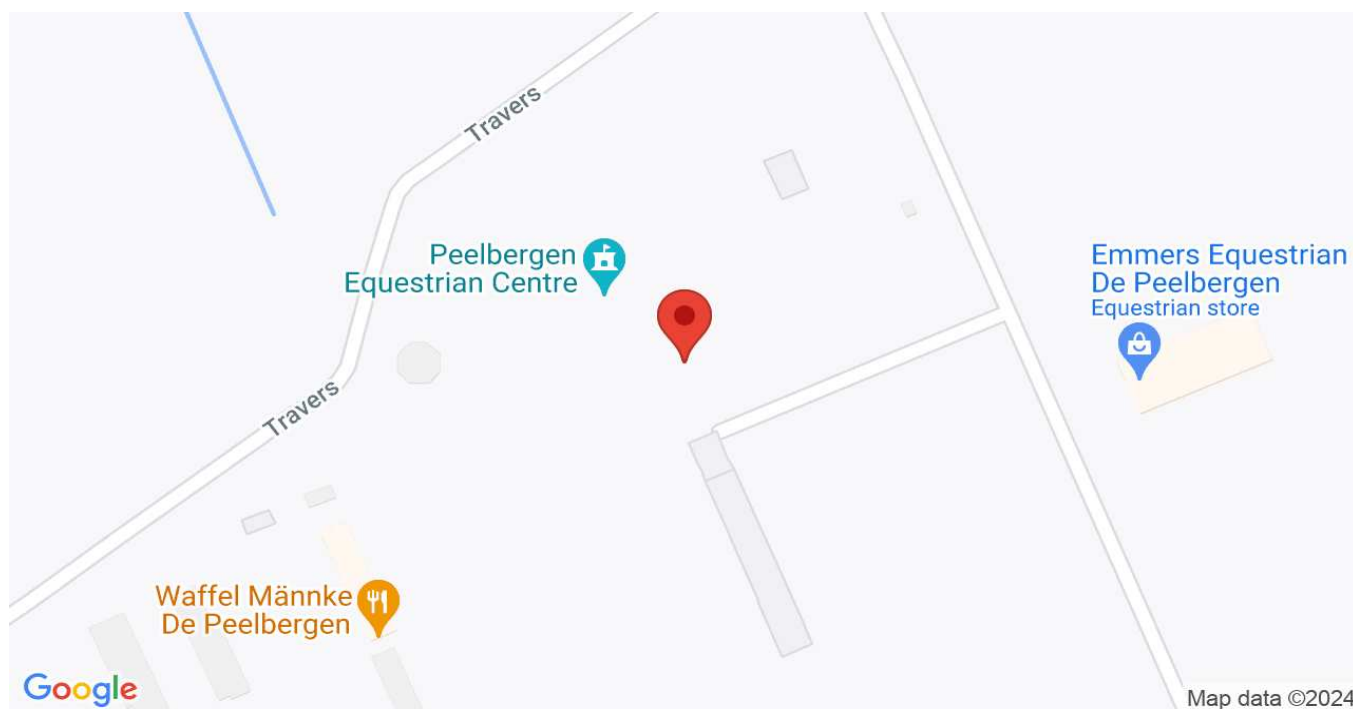 Travers
Peelbergen
Equestrian Centre
Emmers Equestrian
De Peelbergen
Equestrian store
Travers
Waffel Männke
De Peelbergen
Google
Map data ©2024